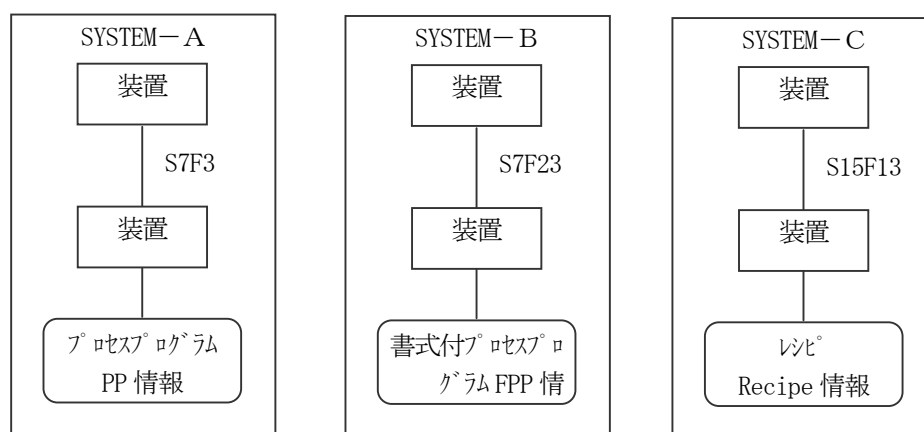 SYSTEM－Ａ
装置
S7F3
装置
ﾌﾟﾛｾｽﾌﾟﾛｸﾞﾗﾑ
PP 情報
SYSTEM－Ｂ
装置
S7F23
装置
書式付ﾌﾟﾛｾｽﾌﾟﾛ
ｸﾞﾗﾑ FPP 情
SYSTEM－Ｃ
装置
S15F13
装置
ﾚｼﾋﾟ
Recipe 情報